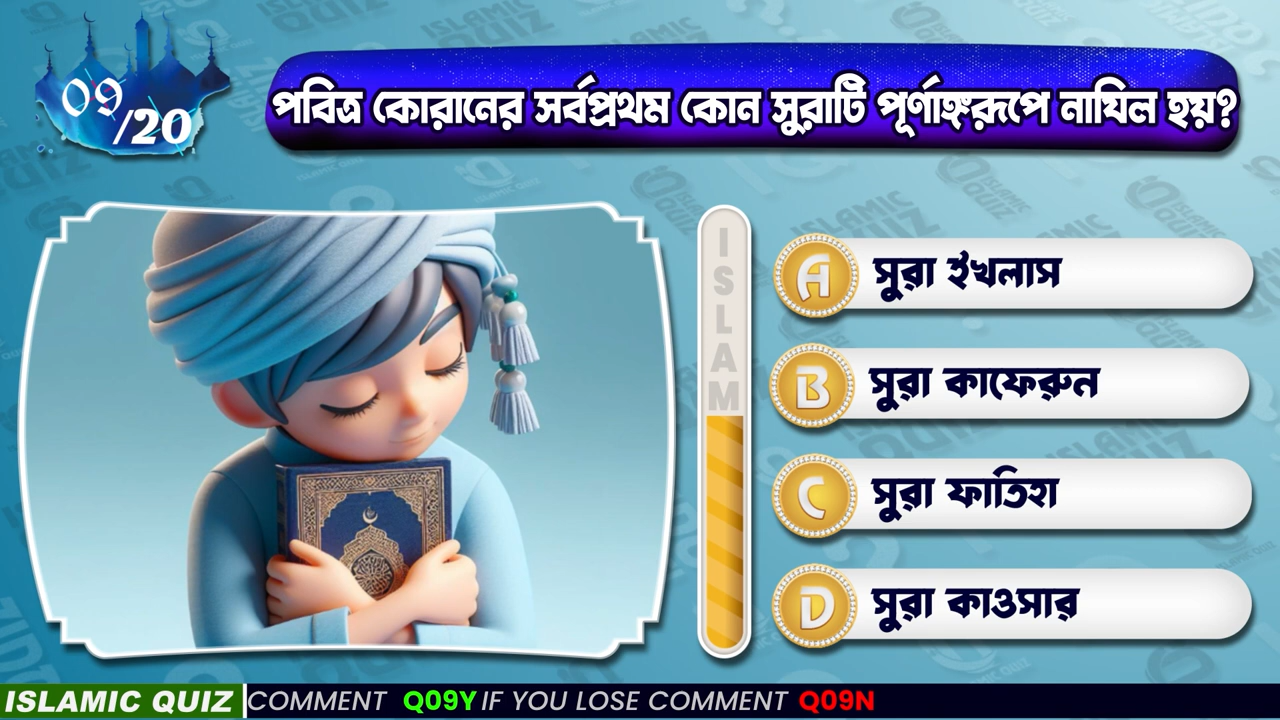 09/20
পবিত্র কোরানের সর্বপ্রথম কোন সুরাটি পূর্ণাঙ্গরূপে নাযিল হয়?
ISLAM
A সুরা ইখলাস
B সুরা কাফেরুন
C সুরা ফাতিহা
D সুরা কাওসার
ISLAMIC QUIZ COMMENT Q09Y IF YOU LOSE COMMENT Q09N